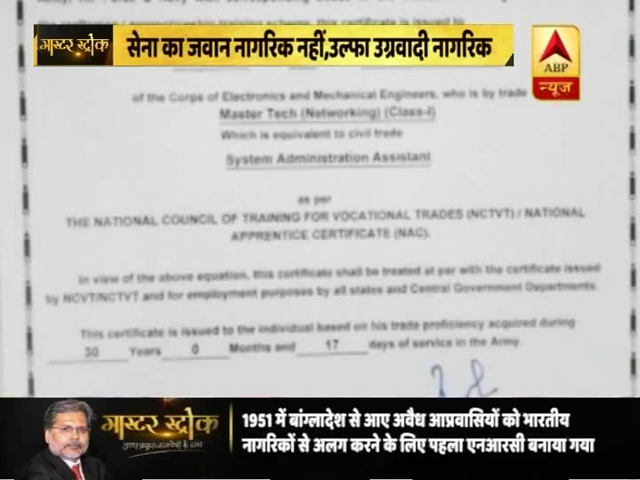 मास्टर स्ट्रोक
सेना का जवान नागरिक नहीं,उल्फा उग्रवादी नागरिक
abp
ABP
न्यूज़
of the Corps of Electronics and Mechanical Engineers, who is by trade
Master Tech (Networking) (Class-I)
Which is equivalent to civil trade
System Administration Assistant
as per
THE NATIONAL COUNCIL OF TRAINING FOR VOCATIONAL TRADES (NCTVT) / NATIONAL
APPRENTICE CERTIFICATE (NAC).
In view of the above equation, this certificate shall be treated at par with the certificate issued
by NCVT/NCTVT and for employment purposes by all states and Central Government Departments.
This certificate is issued to the individual based on his trade proficiency acquired during
30 Years 0 Months and 17 days of service in the Army.
मास्टर स्ट्रोक
1951 में बांग्लादेश से आए अवैध आप्रवासियों को भारतीय
नागरिकों से अलग करने के लिए पहला एनआरसी बनाया गया